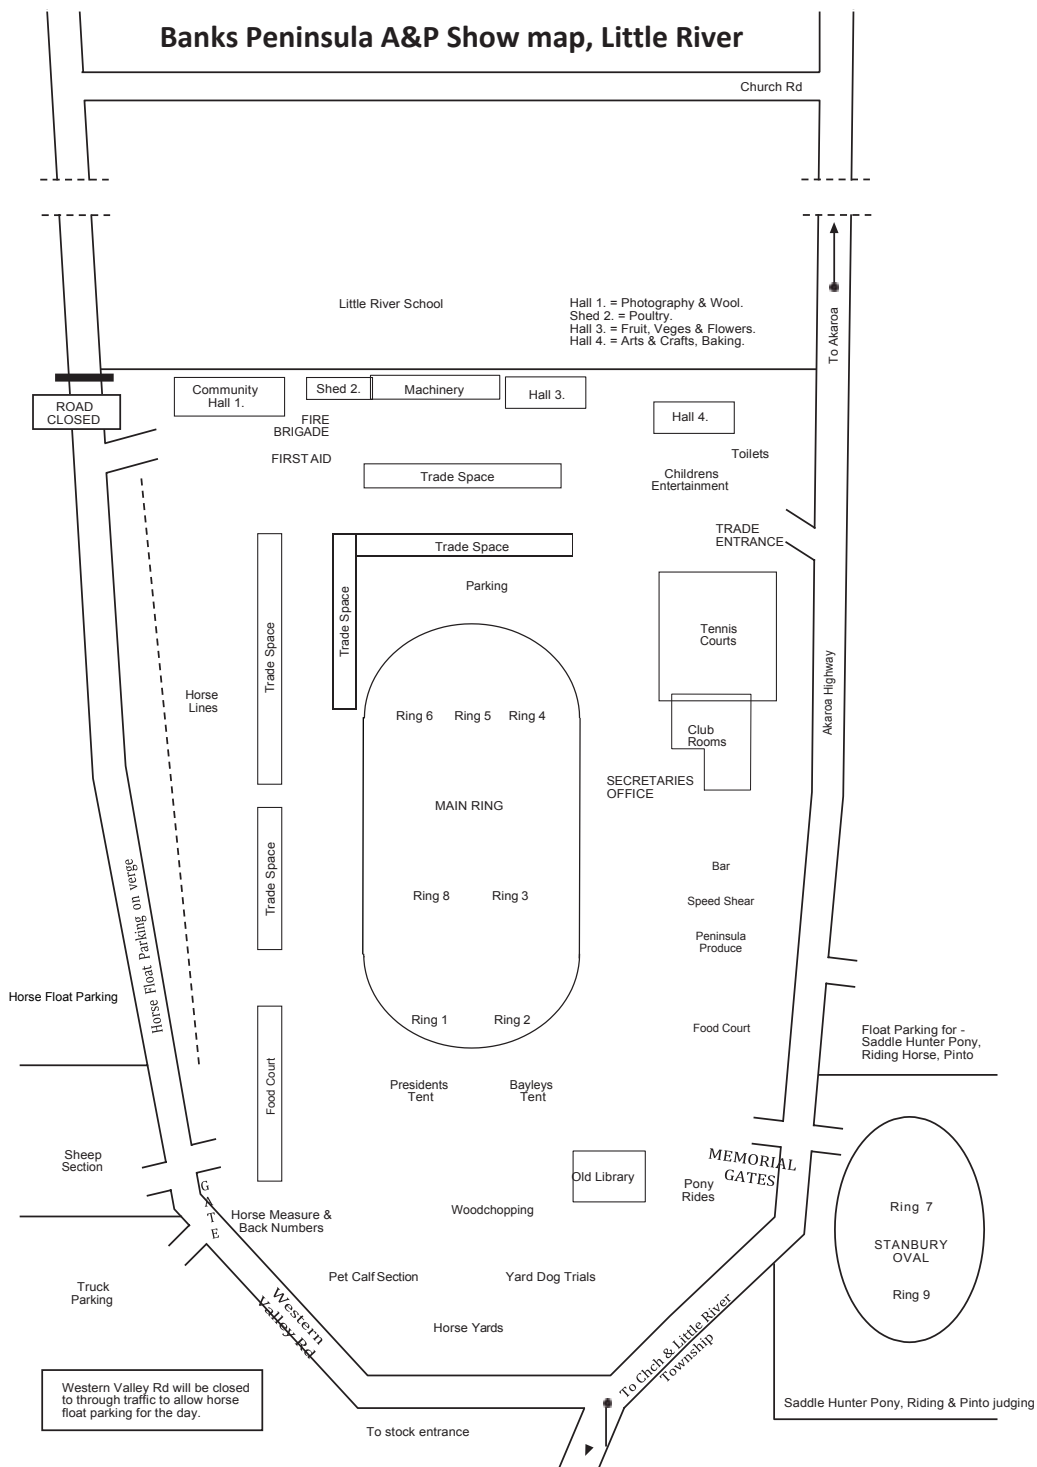 Banks Peninsula A&P Show map, Little River
Church Rd
Little River School
Hall 1. = Photography & Wool.
Shed 2. = Poultry.
Hall 3. = Fruit, Veges & Flowers.
Hall 4. = Arts & Crafts, Baking.
To Akaroa
ROAD
CLOSED
Community
Hall 1.
Shed 2.
Machinery
Hall 3.
Hall 4.
FIRE
BRIGADE
FIRST AID
Toilets
Trade Space
Childrens
Entertainment
TRADE
ENTRANCE
Trade Space
Trade Space
Trade Space
Parking
Tennis
Courts
Akaroa Highway
Horse
Lines
Ring 6
Ring 5
Ring 4
Club
Rooms
SECRETARIES
OFFICE
MAIN RING
Bar
Trade Space
Ring 8
Ring 3
Speed Shear
Peninsula
Produce
Horse Float Parking on verge
Horse Float Parking
Ring 1
Ring 2
Food Court
Float Parking for -
Saddle Hunter Pony,
Riding Horse, Pinto
Food Court
Presidents
Tent
Bayleys
Tent
Sheep
Section
MEMORIAL
GATES
Old Library
Pony
Rides
GATE
Horse Measure &
Back Numbers
Woodchopping
Ring 7
STANBURY
OVAL
Ring 9
Truck
Parking
Pet Calf Section
Yard Dog Trials
Western
Valley Rd
Horse Yards
To Chch & Little River
Township
Western Valley Rd will be closed
to through traffic to allow horse
float parking for the day.
To stock entrance
Saddle Hunter Pony, Riding & Pinto judging